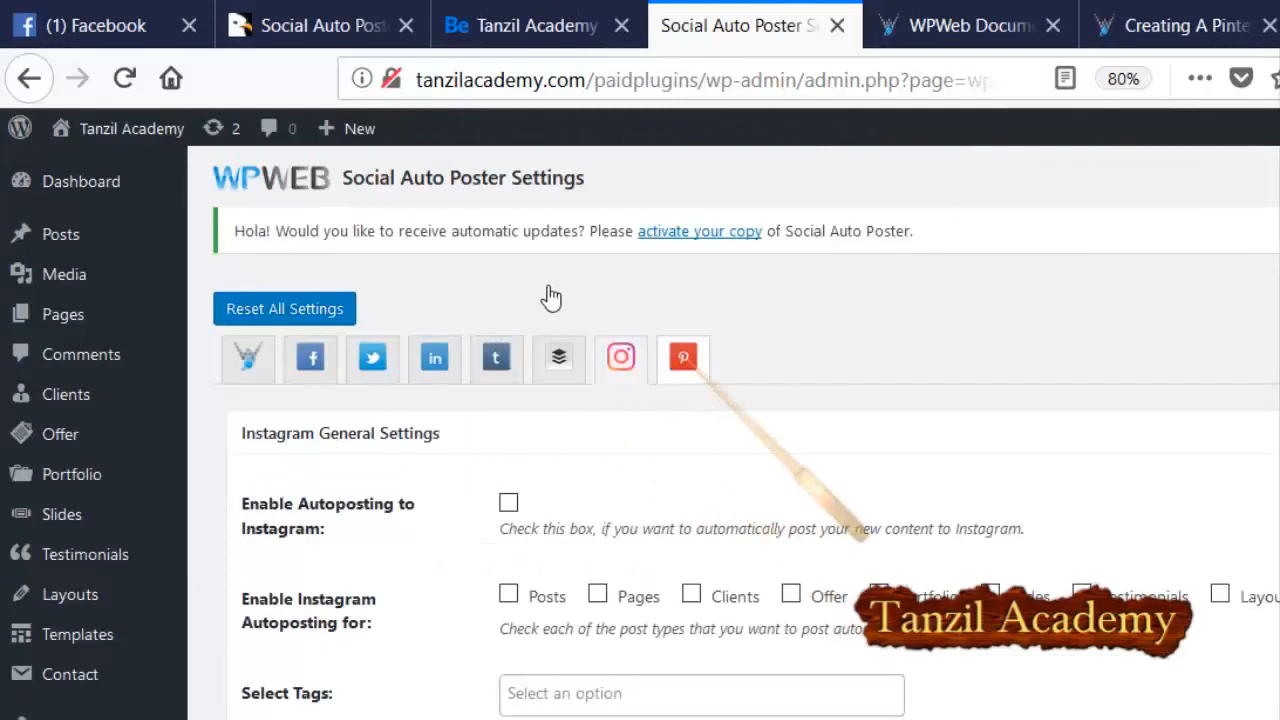 (1) Facebook
Social Auto Pos
Tanzil Academy
Social Auto Poster S
WPWeb Docum
Creating A Pinte
tanzilacademy.com/paidplugins/wp-admin/admin.php?page=wp
80%
Tanzil Academy
2
0
New
Dashboard
Posts
Media
Pages
Comments
Clients
Offer
Portfolio
Slides
Testimonials
Layouts
Templates
Contact
WPWEB Social Auto Poster Settings
Hola! Would you like to receive automatic updates? Please activate your copy of Social Auto Poster.
Reset All Settings
Instagram General Settings
Enable Autoposting to
Instagram:
Check this box, if you want to automatically post your new content to Instagram.
Enable Instagram
Autoposting for:
Posts Pages Clients Offer
Layou
Check each of the post types that you want to post auto
Select Tags:
Select an option
Tanzil Academy